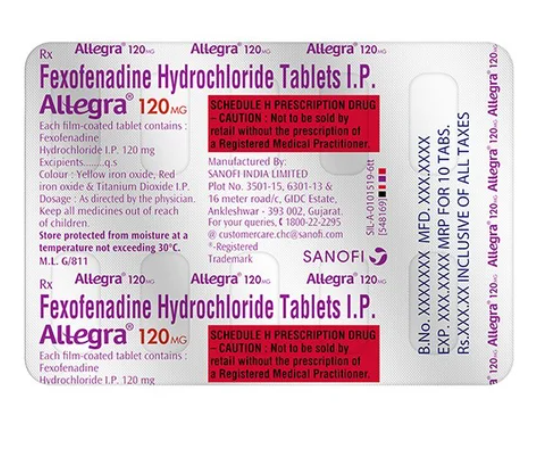 Rx Allegra® 120MG Allegra® 120MG Allegra® 120MG
Fexofenadine Hydrochloride Tablets I.P.
Allegra® 120 MG
Each film-coated tablet contains :
Fexofenadine
Hydrochloride I.P. 120 mg
Excipients......q.s
Colour : Yellow iron oxide, Red
iron oxide & Titanium Dioxide I.P.
Dosage : As directed by the physician.
Keep all medicines out of reach
of children.
Store protected from moisture at a
temperature not exceeding 30°C.
M.L. G/811
SCHEDULE H PRESCRIPTION DRUG
– CAUTION : Not to be sold by
retail without the prescription of
a Registered Medical Practitioner.
Manufactured By:
SANOFI INDIA LIMITED
Plot No. 3501-15, 6301-13 &
16 meter road/c, GIDC Estate,
Ankleshwar - 393 002, Gujarat.
For your queries, 1800-22-2295
@ customercare.chc@sanofi.com
®-Registered
Trademark
SANOFI
SIL-A-0101519-6tt
[548169]
Rx Allegra® 120MG Allegra® 120MG Allegra® 120MG
Fexofenadine Hydrochloride Tablets I.P.
Allegra® 120 MG
Each film-coated tablet contains :
Fexofenadine
Hydrochloride I.P. 120 mg
SCHEDULE H PRESCRIPTION DRUG
– CAUTION : Not to be sold by
retail without the prescription of
a Registered Medical Practitioner.
B.No. XXXXXXXX MFD. XXX.XXXX
EXP. XXX.XXXX MRP FOR 10 TABS.
Rs.XXX.XX INCLUSIVE OF ALL TAXES
Allegra® 120MG Allegra® 120MG Allegra® 120MG Allegra® 120MG